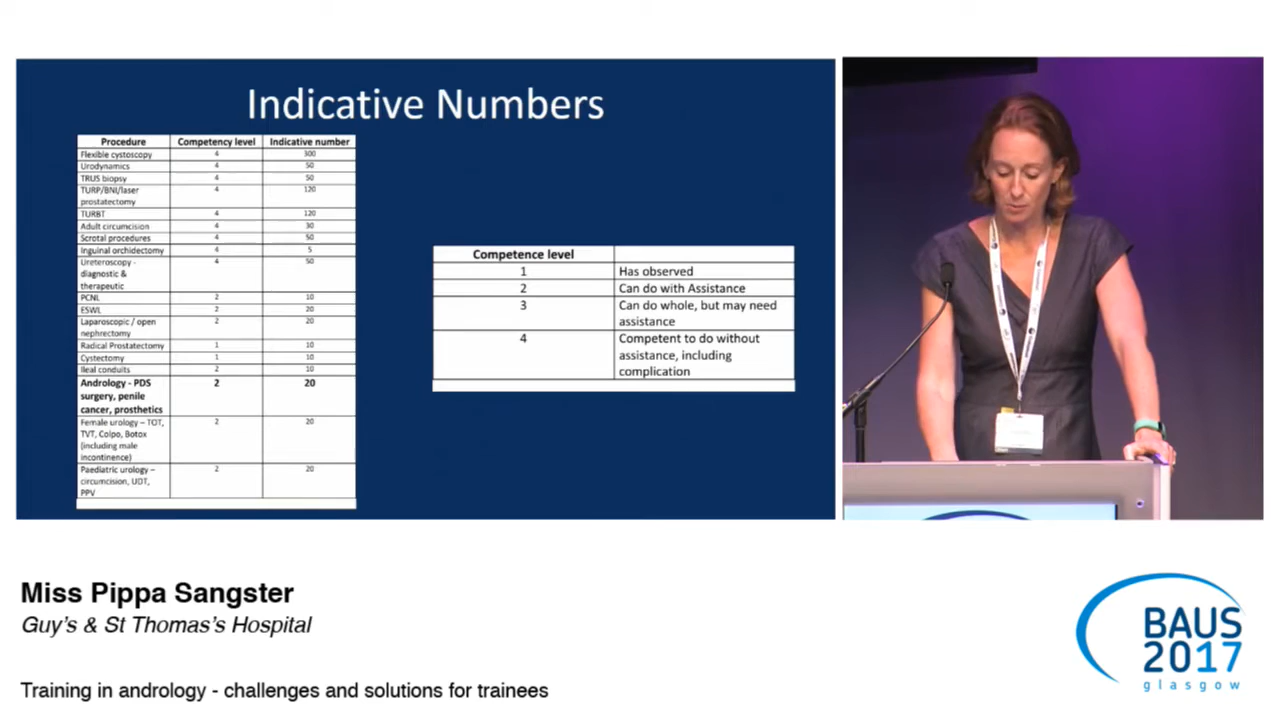 Indicative Numbers
Procedure Competency level Indicative number
Flexible cystoscopy 4 300
Urodynamics 4 50
TRUS biopsy 4 50
TURP/BNI/laser 4 120
prostatectomy
TURBT 4 120
Adult circumcision 4 30
Scrotal procedures 4 50
Inguinal orchidectomy 4 5
Ureteroscopy - 4 50
diagnostic &
therapeutic
PCNL 2 10
ESWL 2 20
Laparoscopic / open 2 20
nephrectomy
Radical Prostatectomy 1 10
Cystectomy 1 10
Ileal conduits 2 10
Andrology - PDS 2 20
surgery, penile
cancer, prosthetics
Female urology – TOT, 2 20
TVT, Colpo, Botox
(including male
incontinence)
Paediatric urology – 2 20
circumcision, UDT,
PPV
Competence level
1 Has observed
2 Can do with Assistance
3 Can do whole, but may need
assistance
4 Competent to do without
assistance, including
complication
Miss Pippa Sangster
Guy's & St Thomas's Hospital
Training in andrology - challenges and solutions for trainees
BAUS
2017
glasgow